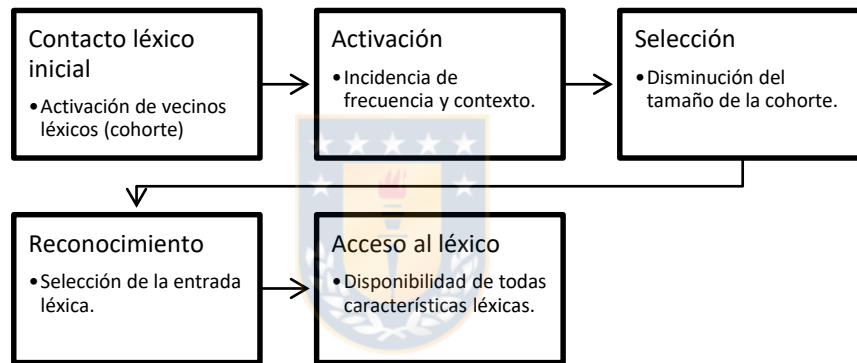 Contacto léxico
inicial
•Activación de vecinos
léxicos (cohorte)
Activación
•Incidencia de
frecuencia y contexto.
Selección
•Disminución del
tamaño de la cohorte.
Reconocimiento
•Selección de la entrada
léxica.
Acceso al léxico
•Disponibilidad de todas
características léxicas.